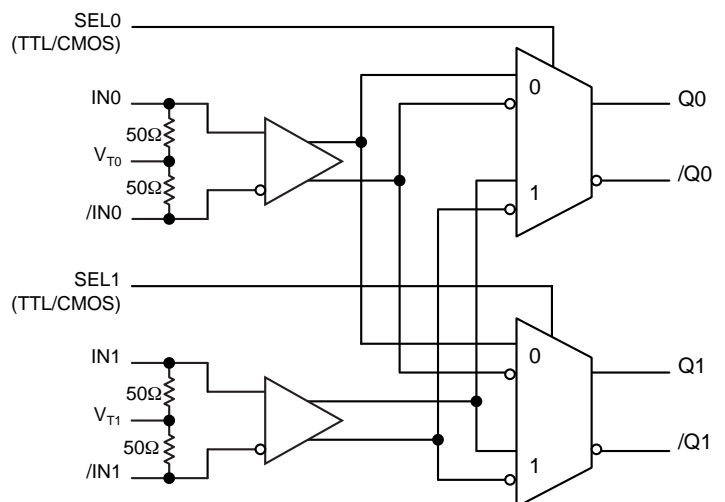 SEL0
(TTL/CMOS)
0
IN0
Q0
50Ω
V_T0
50Ω
1
/Q0
/IN0
SEL1
(TTL/CMOS)
0
IN1
Q1
50Ω
V_T1
50Ω
1
/Q1
/IN1